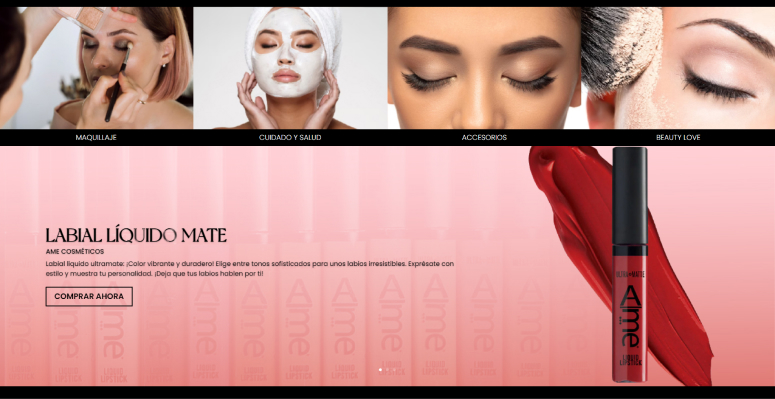 MAQUILLAJE
CUIDADO Y SALUD
ACCESORIOS
BEAUTY LOVE
LABIAL LÍQUIDO MATE
AME COSMÉTICOS
Labial líquido ultramate: ¡Color vibrante y duradero! Elige entre tonos sofisticados para unos labios irresistibles. Exprésate con
estilo y muestra tu personalidad. ¡Deja que tus labios hablen por ti!
COMPRAR AHORA
ULTRA MATTE
Ame
LIQUID
LIPSTICK